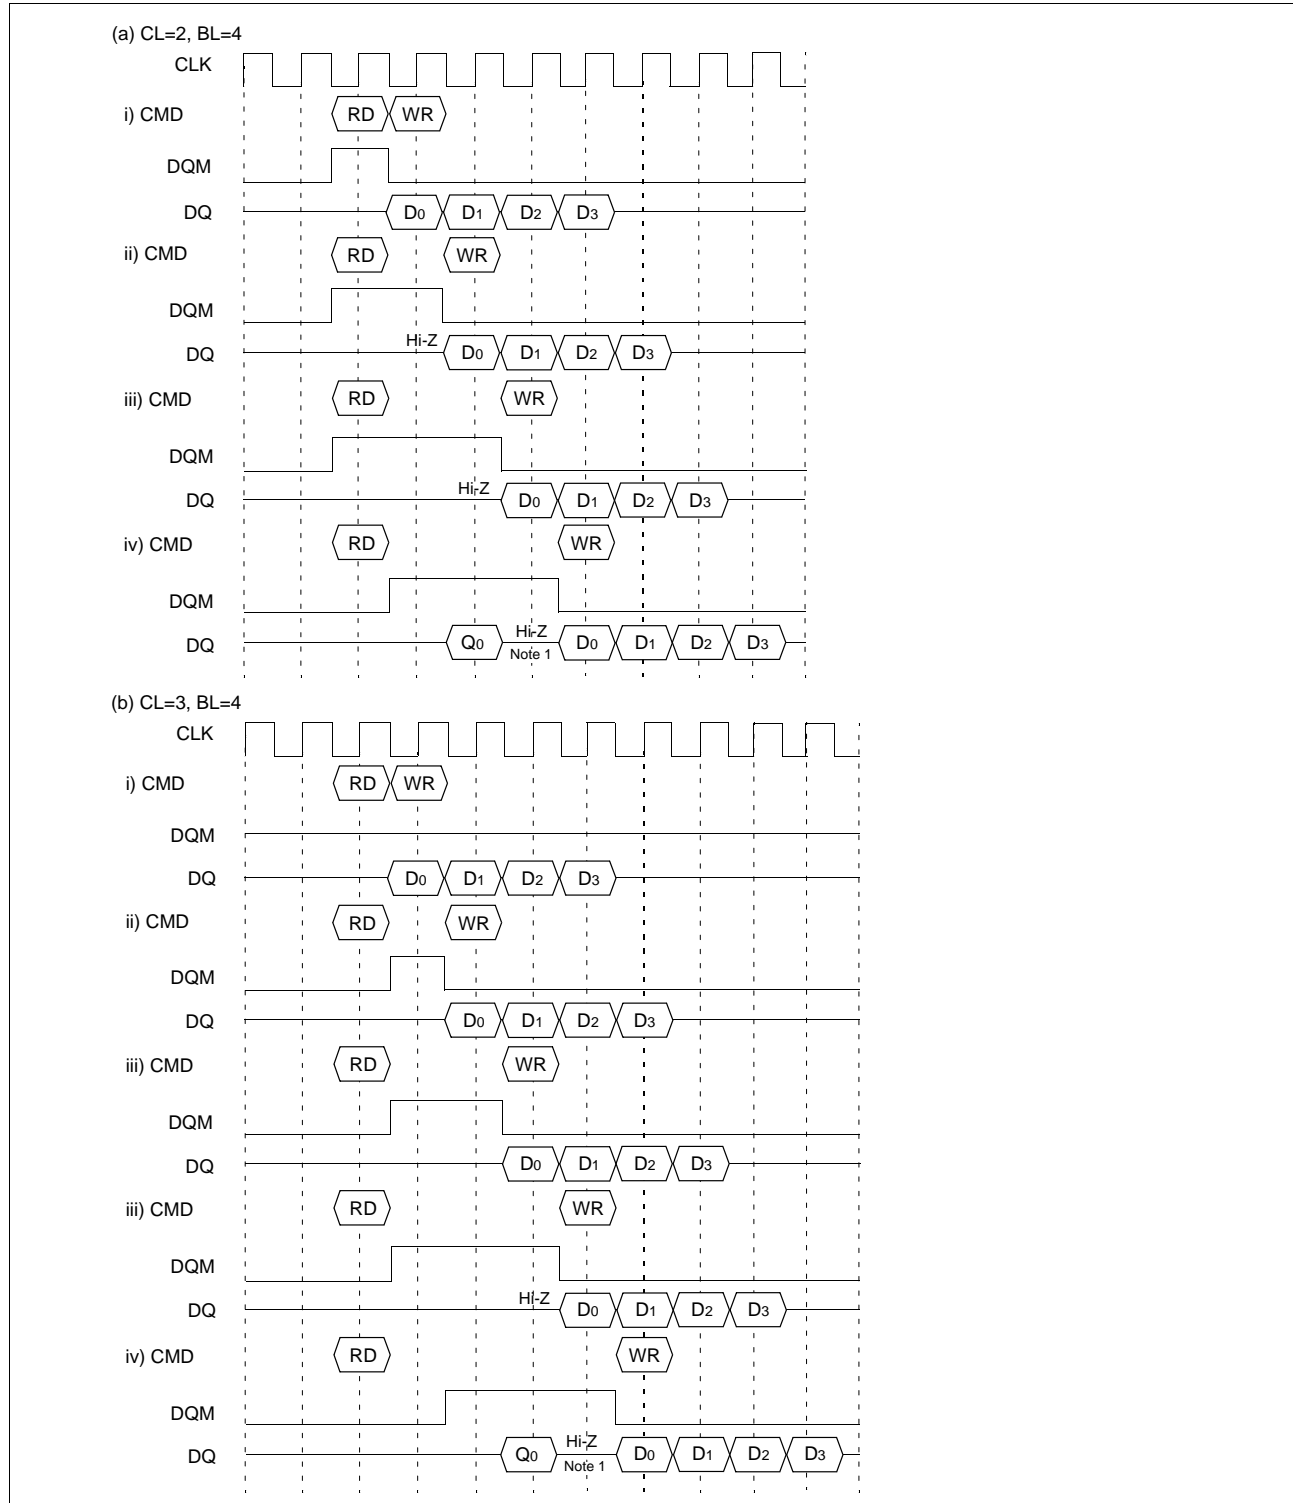 (a) CL=2, BL=4
CLK
i) CMD RD WR
DQM
DQ D0 D1 D2 D3
ii) CMD RD WR
DQM
DQ Hi-Z D0 D1 D2 D3
iii) CMD RD WR
DQM
DQ Hi-Z D0 D1 D2 D3
iv) CMD RD WR
DQM
DQ Q0 Hi-Z D0 D1 D2 D3
Note 1
(b) CL=3, BL=4
CLK
i) CMD RD WR
DQM
DQ D0 D1 D2 D3
ii) CMD RD WR
DQM
DQ D0 D1 D2 D3
iii) CMD RD WR
DQM
DQ D0 D1 D2 D3
iii) CMD RD WR
DQM
DQ Hi-Z D0 D1 D2 D3
iv) CMD RD WR
DQM
DQ Q0 Hi-Z D0 D1 D2 D3
Note 1